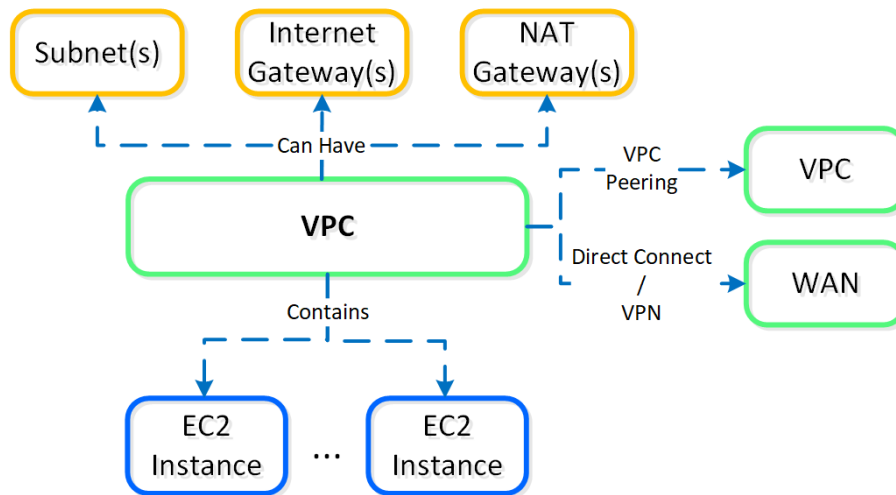 Subnet(s)
Internet
Gateway(s)
NAT
Gateway(s)
Can Have
VPC
VPC
Peering
VPC
Direct Connect
/
VPN
WAN
Contains
EC2
Instance
...
EC2
Instance